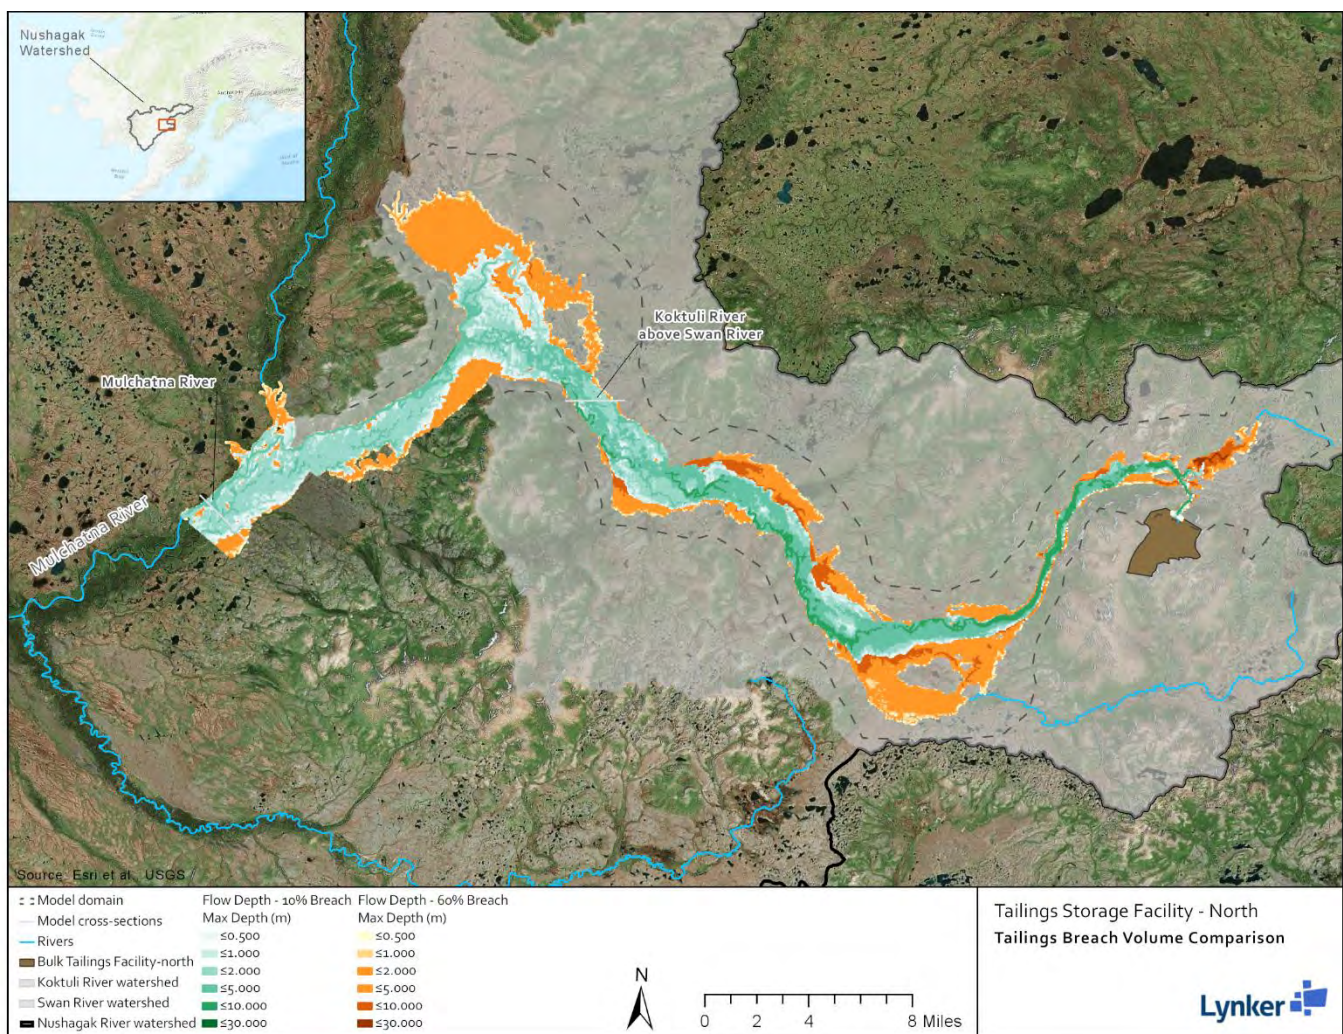 Nushagak
Watershed
Koktuli River
above Swan River
Mulchatna River
Mulchatna River
Source: Esri et al., USGS
Model domain
Model cross-sections
Rivers
Bulk Tailings Facility-north
Koktuli River watershed
Swan River watershed
Nushagak River watershed
Flow Depth - 10% Breach
Max Depth (m)
≤0.500
≤1.000
≤2.000
≤5.000
≤10.000
≤30.000
Flow Depth - 60% Breach
Max Depth (m)
≤0.500
≤1.000
≤2.000
≤5.000
≤10.000
≤30.000
N
0 2 4 8 Miles
Tailings Storage Facility - North
Tailings Breach Volume Comparison
Lynker